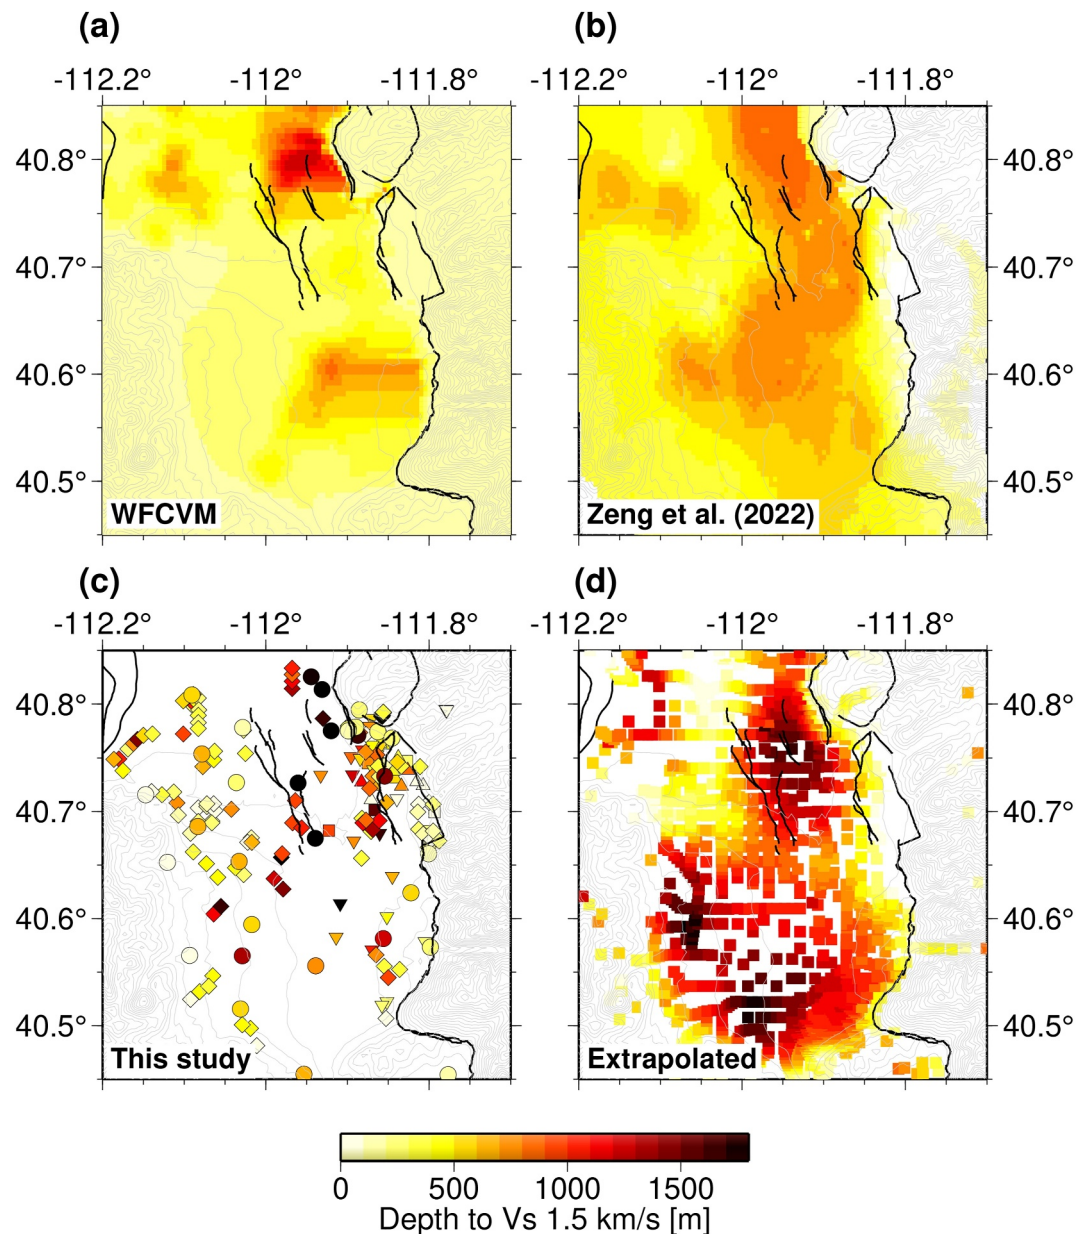 (a)
(b)
-112.2° -112° -111.8°
-112.2° -112° -111.8°
40.8°
40.7°
40.6°
40.5°
40.8°
40.7°
40.6°
40.5°
WFCVM
Zeng et al. (2022)
(c)
(d)
-112.2° -112° -111.8°
-112.2° -112° -111.8°
40.8°
40.7°
40.6°
40.5°
40.8°
40.7°
40.6°
40.5°
This study
Extrapolated
0 500 1000 1500
Depth to Vs 1.5 km/s [m]